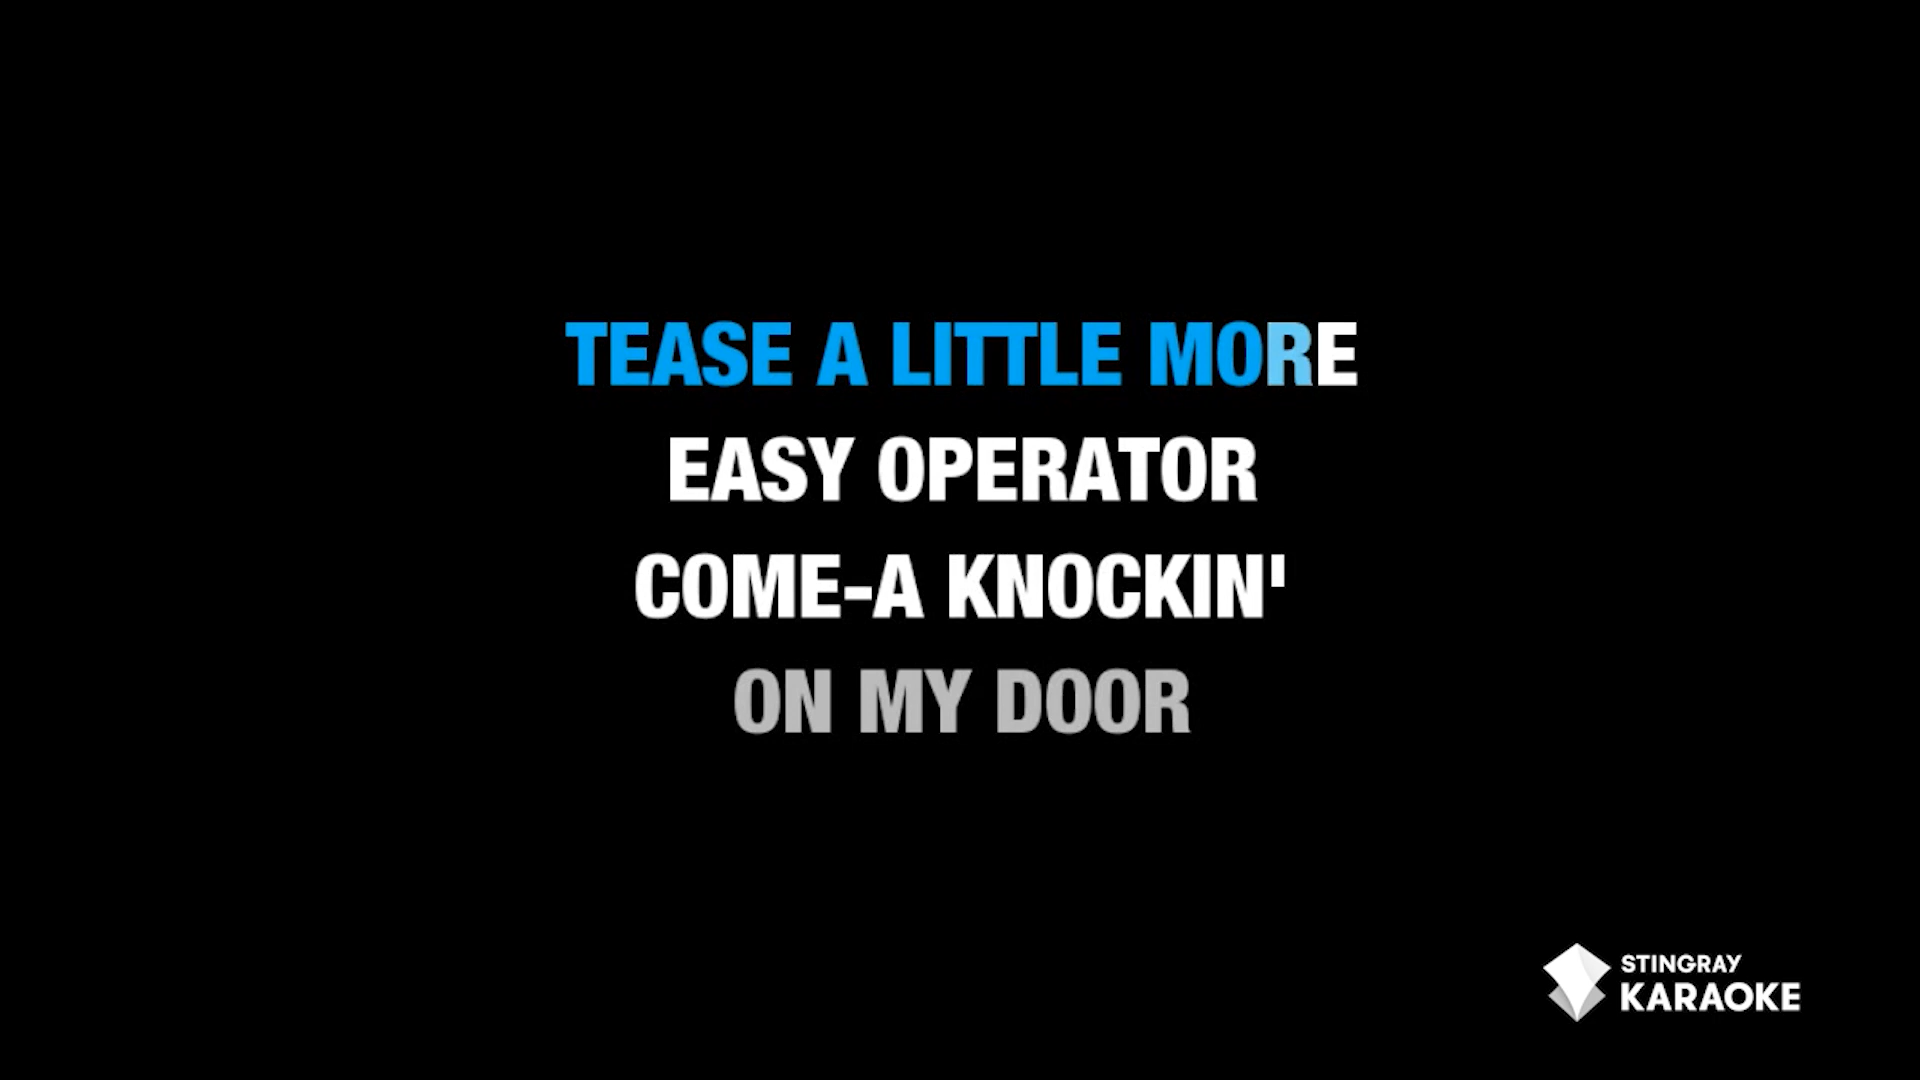 TEASE A LITTLE MORE
EASY OPERATOR
COME-A KNOCKIN'
ON MY DOOR
STINGRAY
KARAOKE